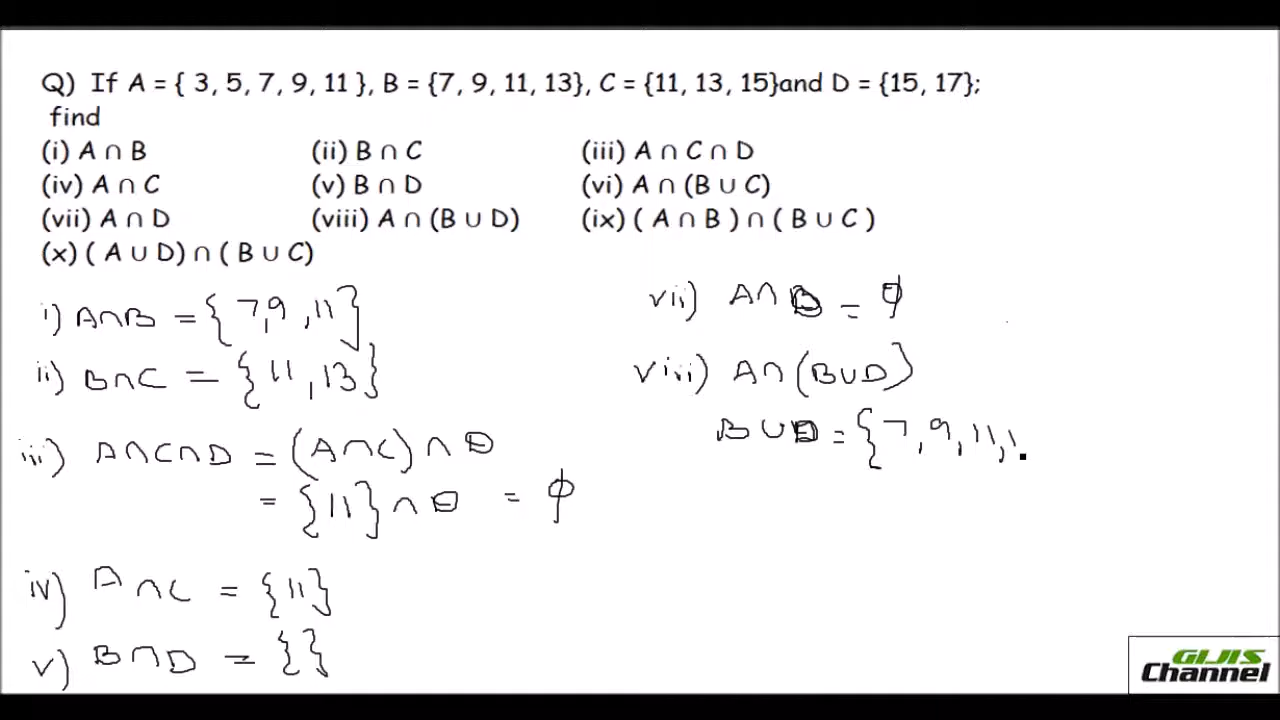 Q) If A = { 3, 5, 7, 9, 11 }, B = {7, 9, 11, 13}, C = {11, 13, 15}and D = {15, 17};
find
(i) A ∩ B (ii) B ∩ C (iii) A ∩ C ∩ D
(iv) A ∩ C (v) B ∩ D (vi) A ∩ (B ∪ C)
(vii) A ∩ D (viii) A ∩ (B ∪ D) (ix) ( A ∩ B ) ∩ ( B ∪ C )
(x) ( A ∪ D) ∩ ( B ∪ C)
i) A∩B = { 7,9 ,11}
ii) B∩C = {11,13}
iii) A∩C∩D = (A∩C) ∩ D
= {11} ∩ D = φ
iv) A∩C = {11}
v) B∩D = { }
vii) A∩D = φ
viii) A∩(B∪D)
B∪D = {7,9,11,
GIJIS
Channel